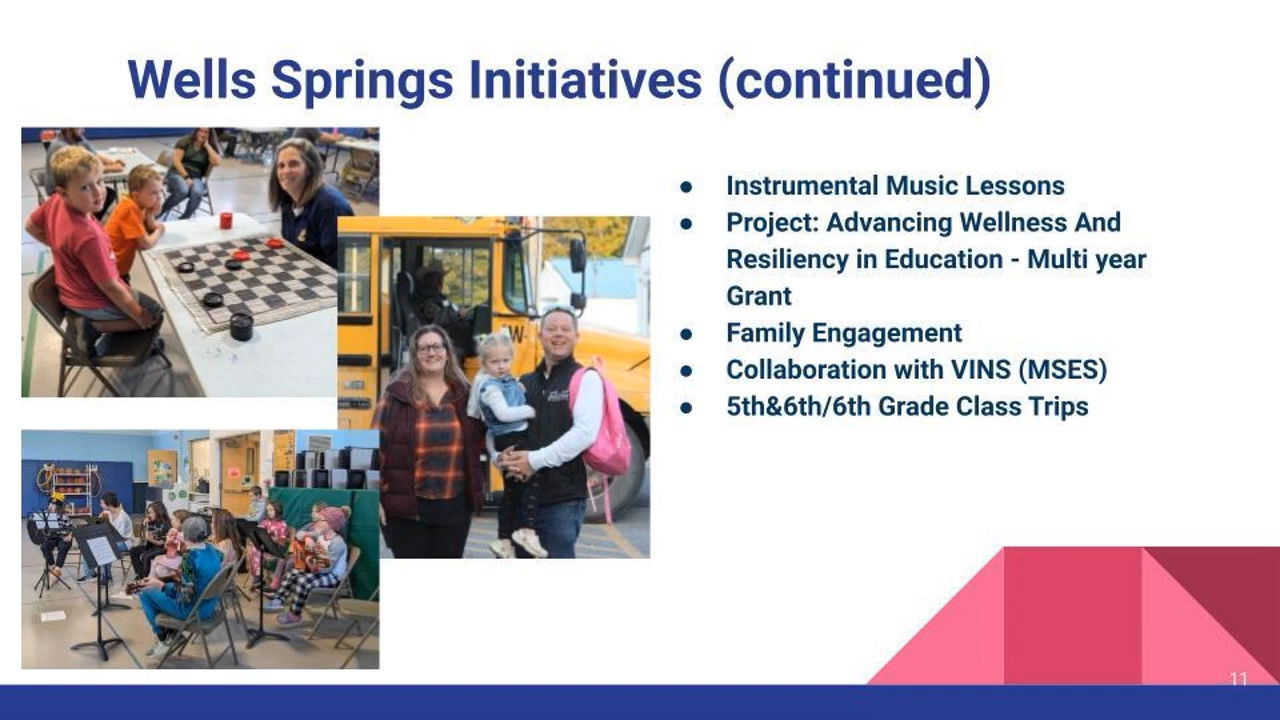 Wells Springs Initiatives (continued)
● Instrumental Music Lessons
● Project: Advancing Wellness And
Resiliency in Education - Multi year
Grant
● Family Engagement
● Collaboration with VINS (MSES)
● 5th&6th/6th Grade Class Trips
W
11